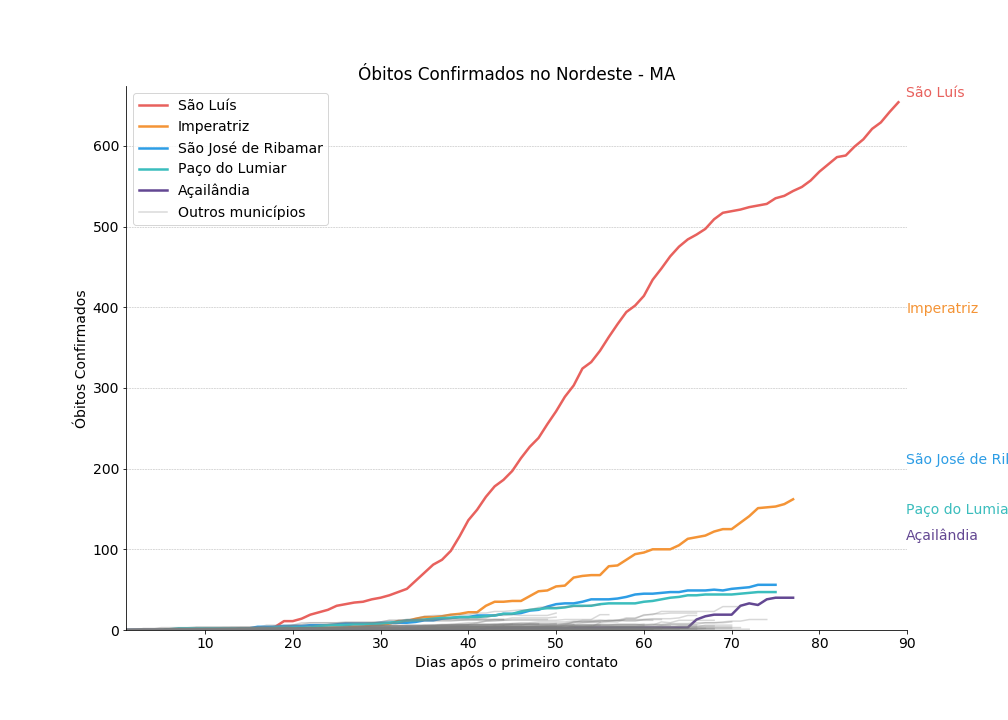 Óbitos Confirmados no Nordeste - MA
São Luís
Imperatriz
São José de Ribamar
Paço do Lumiar
Açailândia
Outros municípios
Óbitos Confirmados
600
500
400
300
200
100
0
10
20
30
40
50
60
70
80
90
Dias após o primeiro contato
São Luís
Imperatriz
São José de Ril
Paço do Lumia
Açailândia